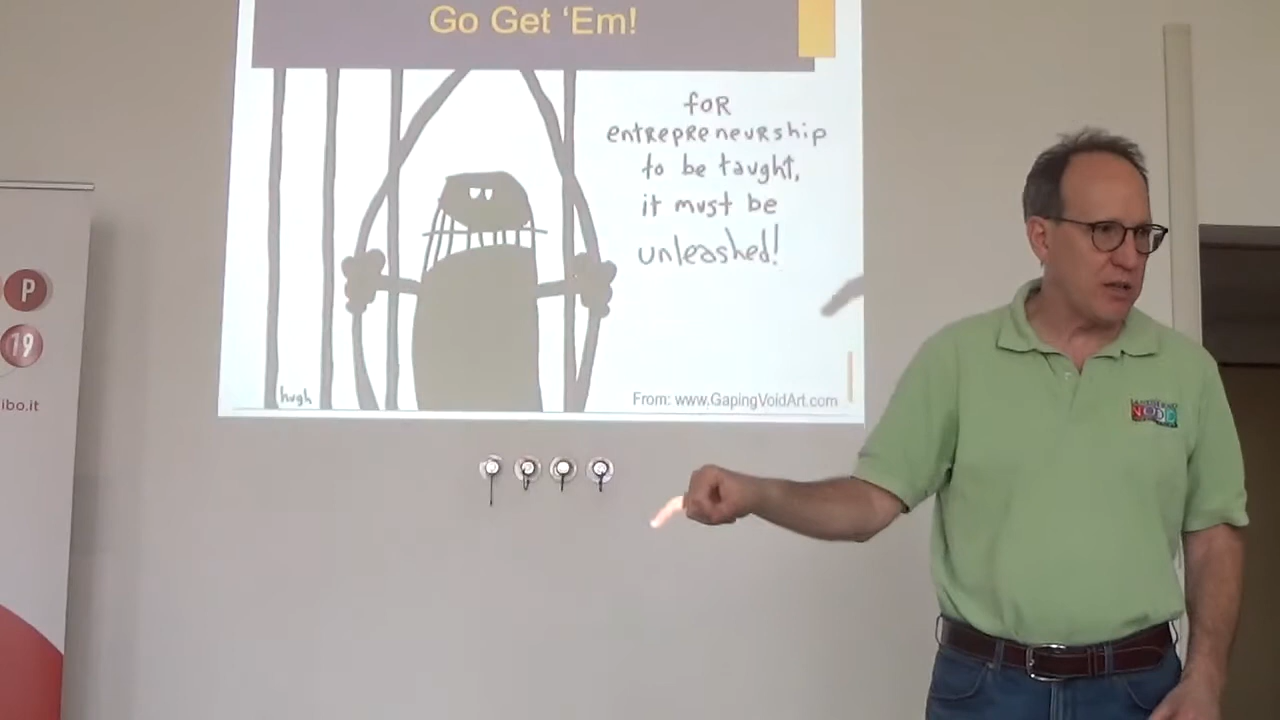 Go Get ‘Em!
foR
entRepReneuRship
to be taught,
it must be
unleashed!
hugh
From: www.GapingVoidArt.com
P
19
ibo.it
NODE